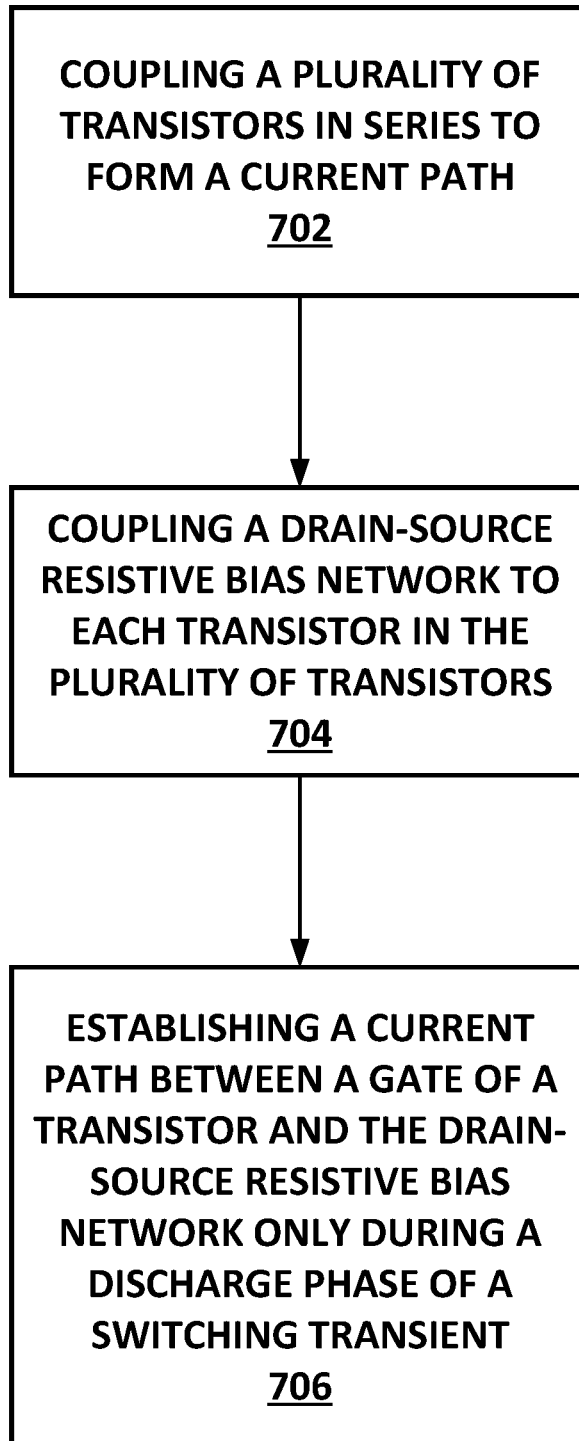 COUPLING A PLURALITY OF
TRANSISTORS IN SERIES TO
FORM A CURRENT PATH
702
COUPLING A DRAIN-SOURCE
RESISTIVE BIAS NETWORK TO
EACH TRANSISTOR IN THE
PLURALITY OF TRANSISTORS
704
ESTABLISHING A CURRENT
PATH BETWEEN A GATE OF A
TRANSISTOR AND THE DRAIN-
SOURCE RESISTIVE BIAS
NETWORK ONLY DURING A
DISCHARGE PHASE OF A
SWITCHING TRANSIENT
706